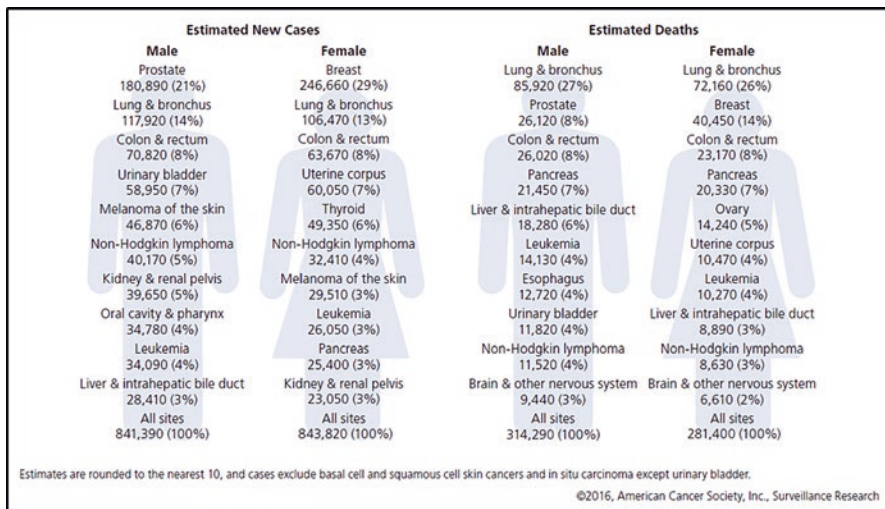 Estimated New Cases
Male
Prostate
180,890 (21%)
Lung & bronchus
117,920 (14%)
Colon & rectum
70,820 (8%)
Urinary bladder
58,950 (7%)
Melanoma of the skin
46,870 (6%)
Non-Hodgkin lymphoma
40,170 (5%)
Kidney & renal pelvis
39,650 (5%)
Oral cavity & pharynx
34,780 (4%)
Leukemia
34,090 (4%)
Liver & intrahepatic bile duct
28,410 (3%)
All sites
841,390 (100%)
Female
Breast
246,660 (29%)
Lung & bronchus
106,470 (13%)
Colon & rectum
63,670 (8%)
Uterine corpus
60,050 (7%)
Thyroid
49,350 (6%)
Non-Hodgkin lymphoma
32,410 (4%)
Melanoma of the skin
29,510 (3%)
Leukemia
26,050 (3%)
Pancreas
25,400 (3%)
Kidney & renal pelvis
23,050 (3%)
All sites
843,820 (100%)
Estimated Deaths
Male
Lung & bronchus
85,920 (27%)
Prostate
26,120 (8%)
Colon & rectum
26,020 (8%)
Pancreas
21,450 (7%)
Liver & intrahepatic bile duct
18,280 (6%)
Leukemia
14,130 (4%)
Esophagus
12,720 (4%)
Urinary bladder
11,820 (4%)
Non-Hodgkin lymphoma
11,520 (4%)
Brain & other nervous system
9,440 (3%)
All sites
314,290 (100%)
Female
Lung & bronchus
72,160 (26%)
Breast
40,450 (14%)
Colon & rectum
23,170 (8%)
Pancreas
20,330 (7%)
Ovary
14,240 (5%)
Uterine corpus
10,470 (4%)
Leukemia
10,270 (4%)
Liver & intrahepatic bile duct
8,890 (3%)
Non-Hodgkin lymphoma
8,630 (3%)
Brain & other nervous system
6,610 (2%)
All sites
281,400 (100%)
Estimates are rounded to the nearest 10, and cases exclude basal cell and squamous cell skin cancers and in situ carcinoma except urinary bladder.
©2016, American Cancer Society, Inc., Surveillance Research